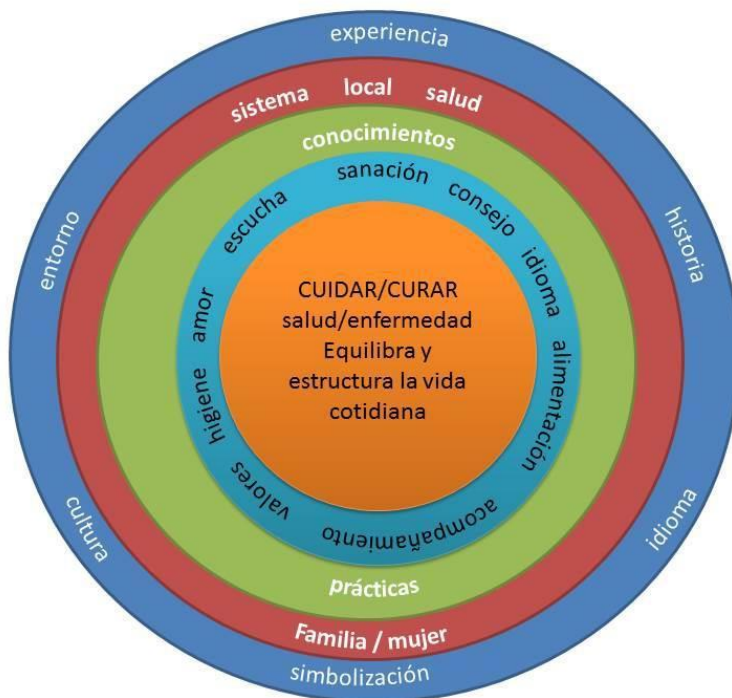 experiencia
historia
idioma
simbolización
cultura
entorno
sistema local salud
Familia / mujer
conocimientos
prácticas
sanación
consejo
idioma
alimentación
acompañamiento
valores
higiene
amor
escucha
CUIDAR/CURAR
salud/enfermedad
Equilibra y
estructura la vida
cotidiana